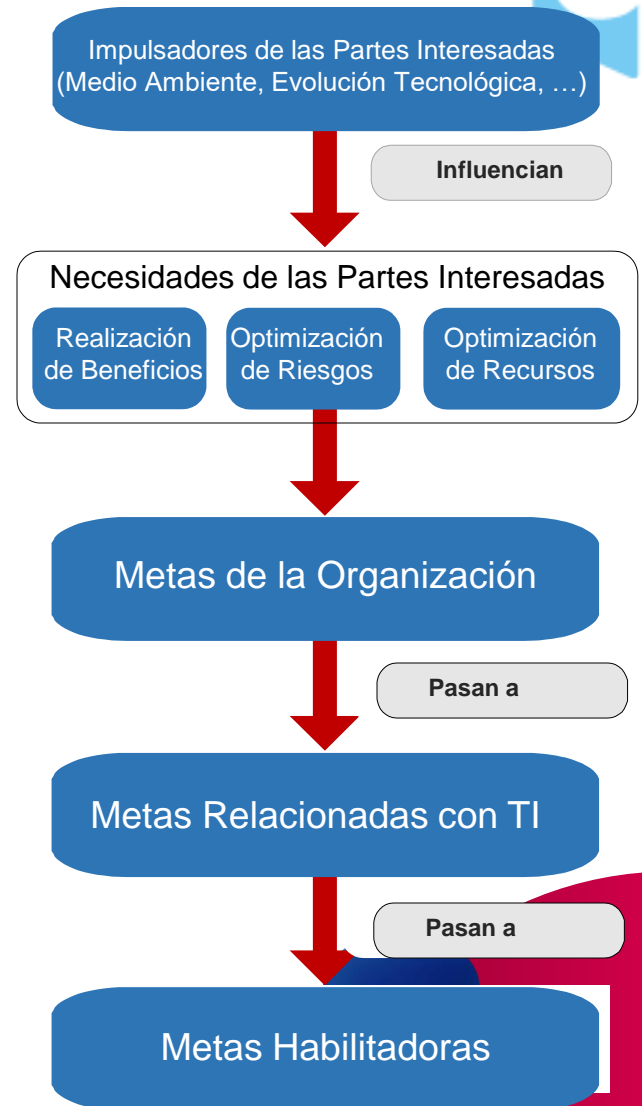 Impulsadores de las Partes Interesadas
(Medio Ambiente, Evolución Tecnológica, …)
Influencian
Necesidades de las Partes Interesadas
Realización
de Beneficios
Optimización
de Riesgos
Optimización
de Recursos
Metas de la Organización
Pasan a
Metas Relacionadas con TI
Pasan a
Metas Habilitadoras